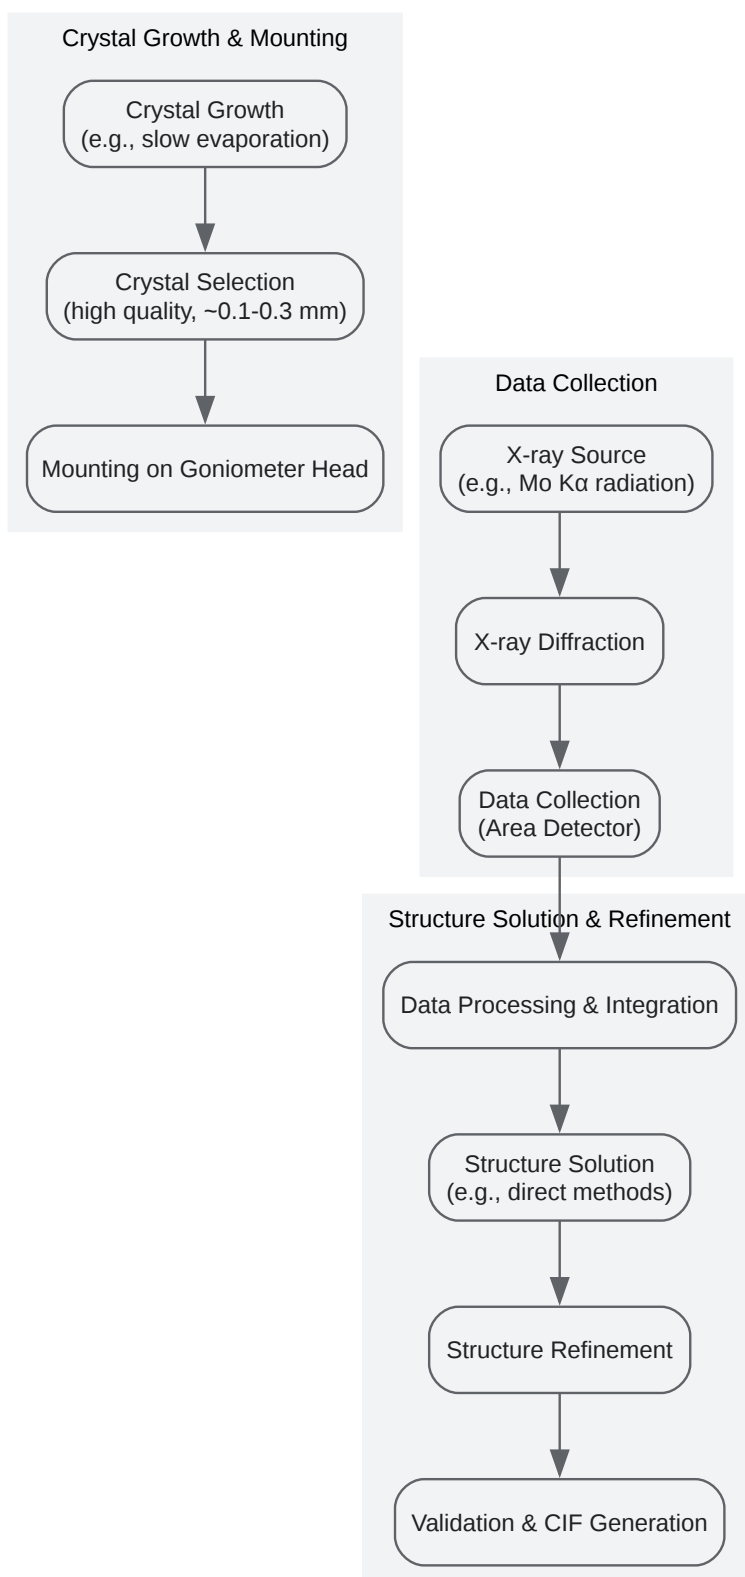 Crystal Growth & Mounting
Crystal Growth
(e.g., slow evaporation)
Crystal Selection
(high quality, ~0.1-0.3 mm)
Mounting on Goniometer Head
Data Collection
X-ray Source
(e.g., Mo Kα radiation)
X-ray Diffraction
Data Collection
(Area Detector)
Structure Solution & Refinement
Data Processing & Integration
Structure Solution
(e.g., direct methods)
Structure Refinement
Validation & CIF Generation